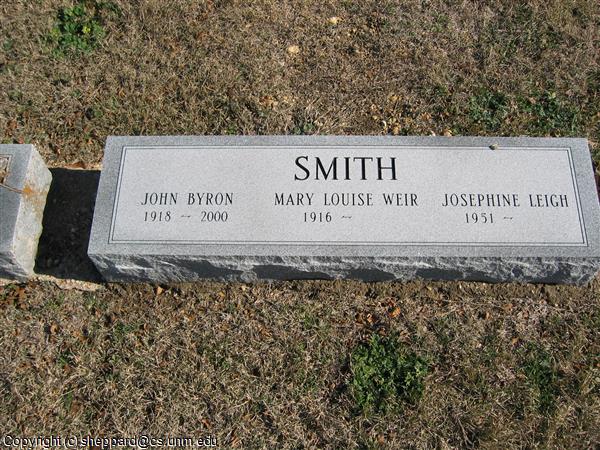 SMITH
JOHN BYRON MARY LOUISE WEIR JOSEPHINE LEIGH
1918 ~ 2000 1916 ~ 1951 ~
Copyright (c) sheppard@cs.unm.edu